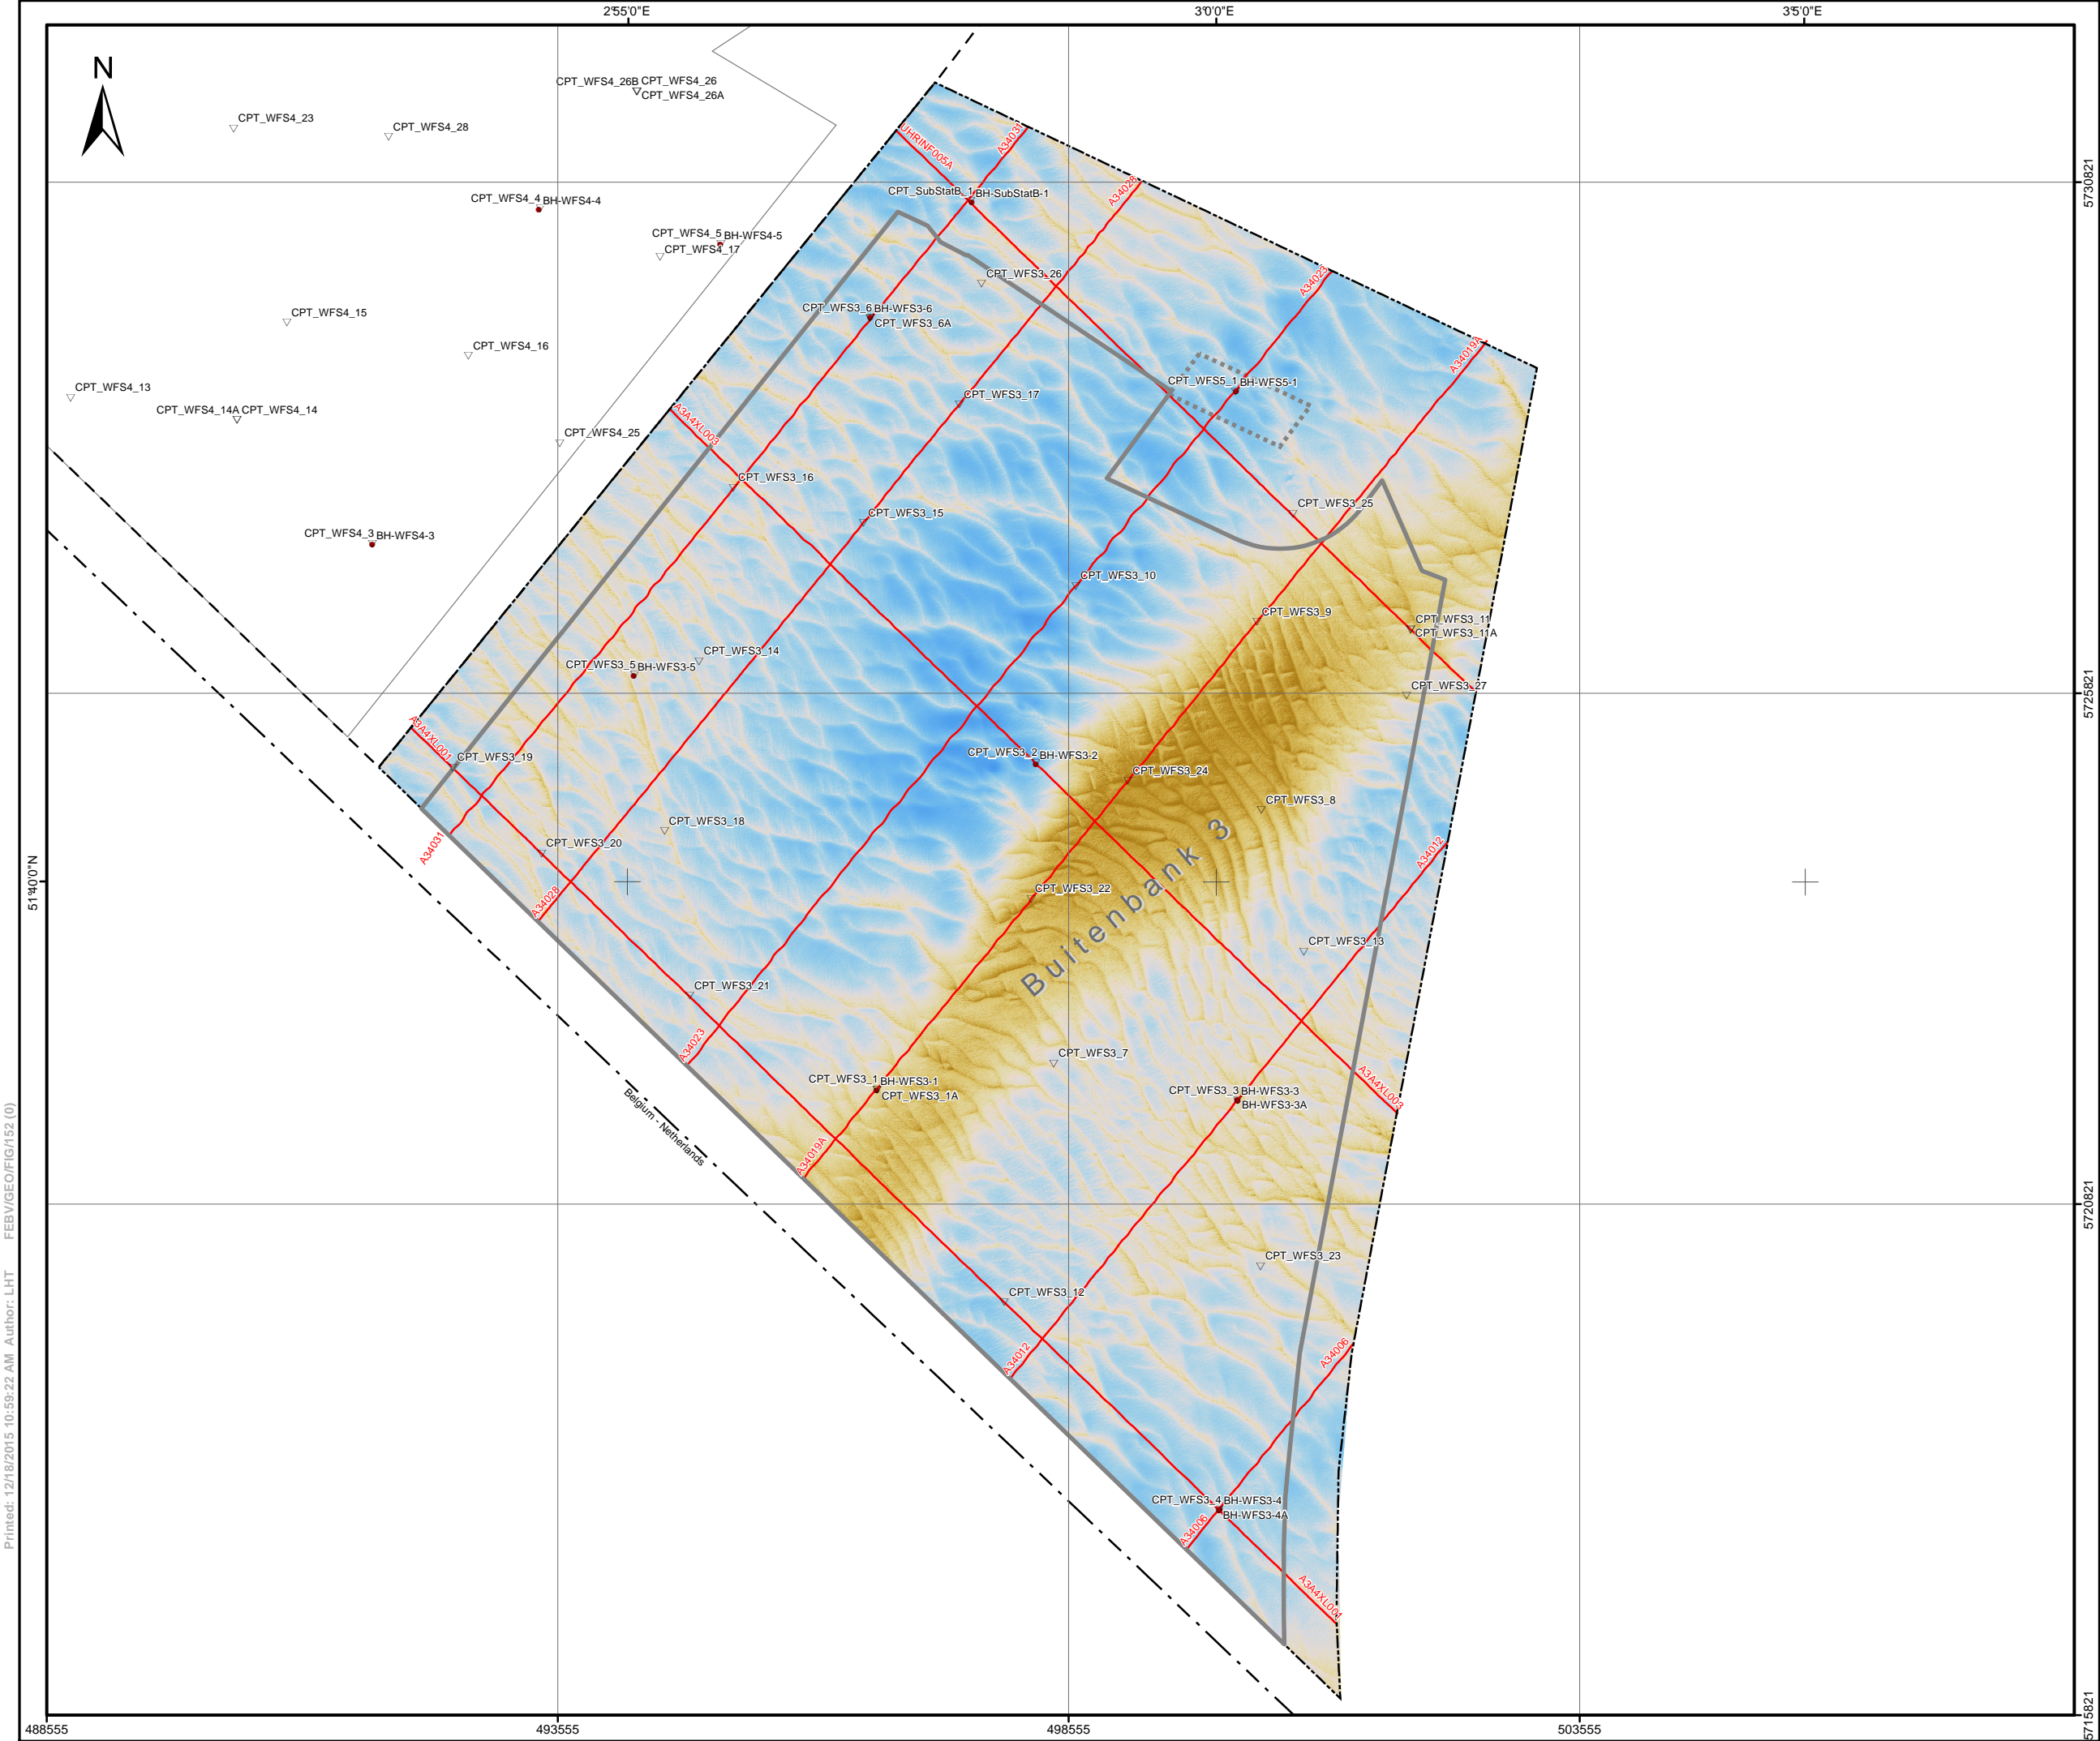 2°55'0"E
3°0'0"E
3°5'0"E
N
CPT_WFS4_26B CPT_WFS4_26
CPT_WFS4_26A
CPT_WFS4_23
CPT_WFS4_28
UHRINF005A
A34031
5730821
A34028
CPT_SubStatB_1 BH-SubStatB-1
CPT_WFS4_4 BH-WFS4-4
CPT_WFS4_5 BH-WFS4-5
CPT_WFS4_17
CPT_WFS3_26
A34023
CPT_WFS3_6 BH-WFS3-6
CPT_WFS3_6A
CPT_WFS4_15
CPT_WFS4_16
A34019A
CPT_WFS5_1 BH-WFS5-1
CPT_WFS4_13
CPT_WFS3_17
CPT_WFS4_14A CPT_WFS4_14
A3A4XL003
CPT_WFS4_25
CPT_WFS3_16
CPT_WFS3_25
CPT_WFS3_15
CPT_WFS4_3 BH-WFS4-3
CPT_WFS3_10
CPT_WFS3_9
CPT_WFS3_11
CPT_WFS3_11A
CPT_WFS3_14
CPT_WFS3_5 BH-WFS3-5
CPT_WFS3_27
5725821
A3A4XL001
CPT_WFS3_19
CPT_WFS3_2 BH-WFS3-2
CPT_WFS3_24
CPT_WFS3_8
CPT_WFS3_18
A34031
CPT_WFS3_20
A34012
51°40'0"N
CPT_WFS3_22
A34028
Buitenbank 3
CPT_WFS3_13
CPT_WFS3_21
A34023
CPT_WFS3_7
CPT_WFS3_1 BH-WFS3-1
CPT_WFS3_1A
CPT_WFS3_3 BH-WFS3-3
BH-WFS3-3A
A3A4XL003
Belgium - Netherlands
A34019A
5720821
CPT_WFS3_23
CPT_WFS3_12
A34012
A34006
CPT_WFS3_4 BH-WFS3-4
BH-WFS3-4A
A34006
A3A4XL001
5715821
488555
493555
498555
503555
Printed: 12/18/2015 10:59:22 AM Author: LHT FEBV/GEO/FIG/152 (0)